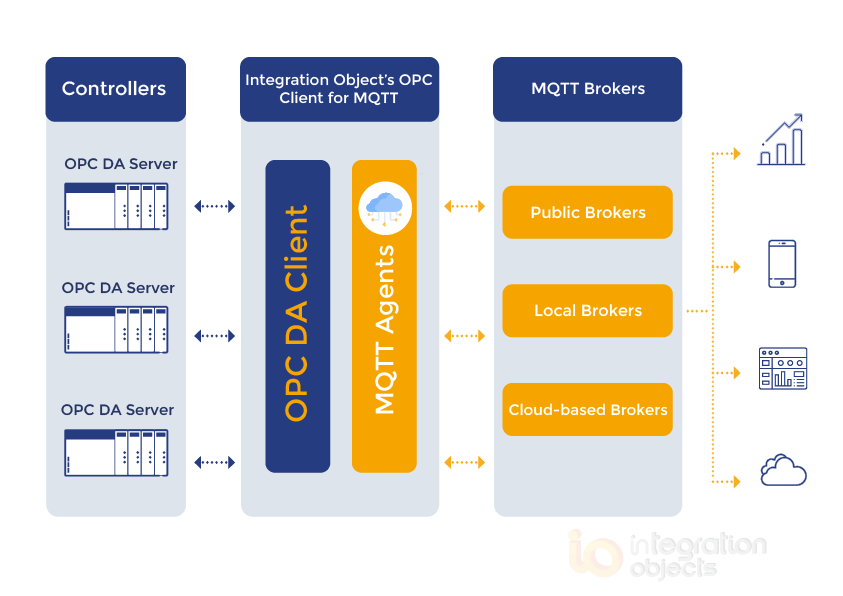 Controllers
Integration Object's OPC
Client for MQTT
MQTT Brokers
OPC DA Server
OPC DA Server
OPC DA Server
OPC DA Client
MQTT Agents
Public Brokers
Local Brokers
Cloud-based Brokers
io integration
objects